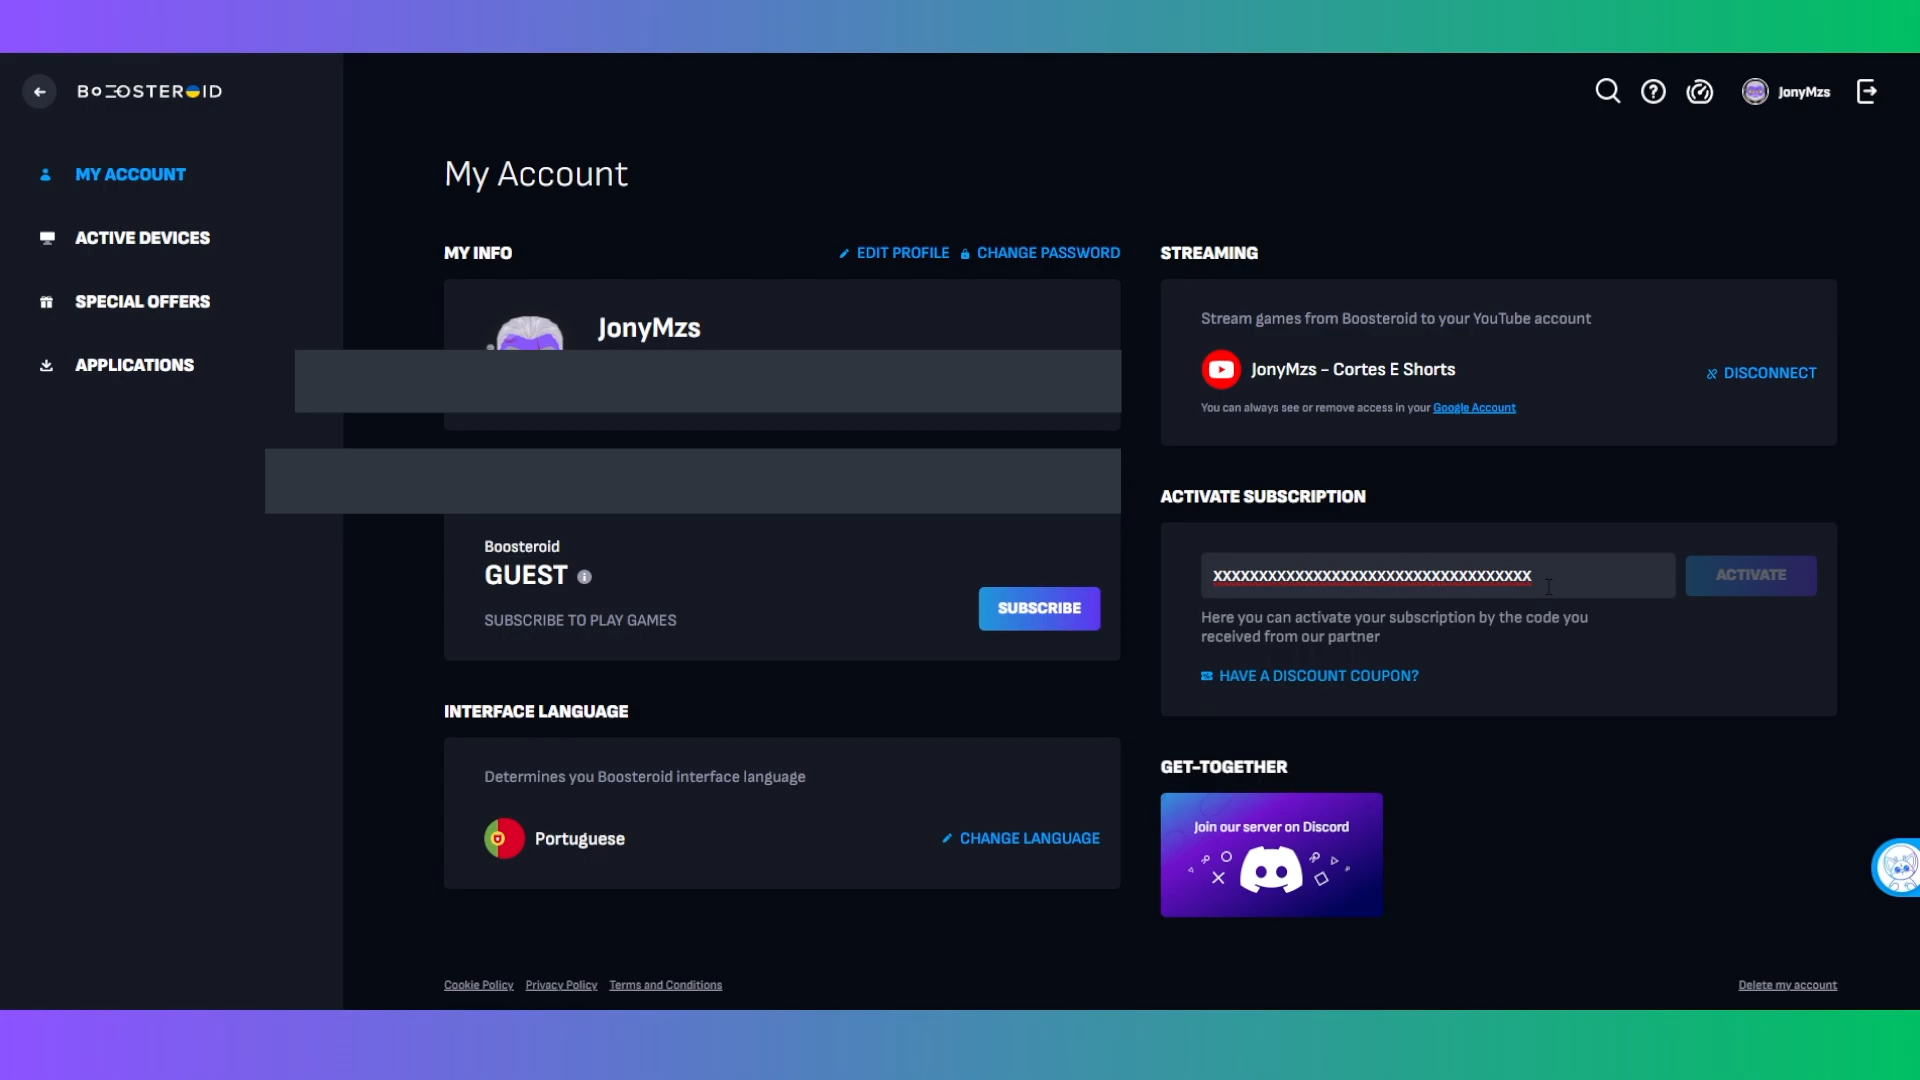 BOOSTEROID
JonyMzs
MY ACCOUNT
ACTIVE DEVICES
SPECIAL OFFERS
APPLICATIONS
My Account
MY INFO
EDIT PROFILE
CHANGE PASSWORD
JonyMzs
Boosteroid
GUEST
SUBSCRIBE TO PLAY GAMES
SUBSCRIBE
INTERFACE LANGUAGE
Determines you Boosteroid interface language
Portuguese
CHANGE LANGUAGE
STREAMING
Stream games from Boosteroid to your YouTube account
JonyMzs - Cortes E Shorts
DISCONNECT
You can always see or remove access in your Google Account
ACTIVATE SUBSCRIPTION
XXXXXXXXXXXXXXXXXXXXXXXXXXXXXXXXXXX
ACTIVATE
Here you can activate your subscription by the code you
received from our partner
HAVE A DISCOUNT COUPON?
GET-TOGETHER
Join our server on Discord
Cookie Policy Privacy Policy Terms and Conditions
Delete my account